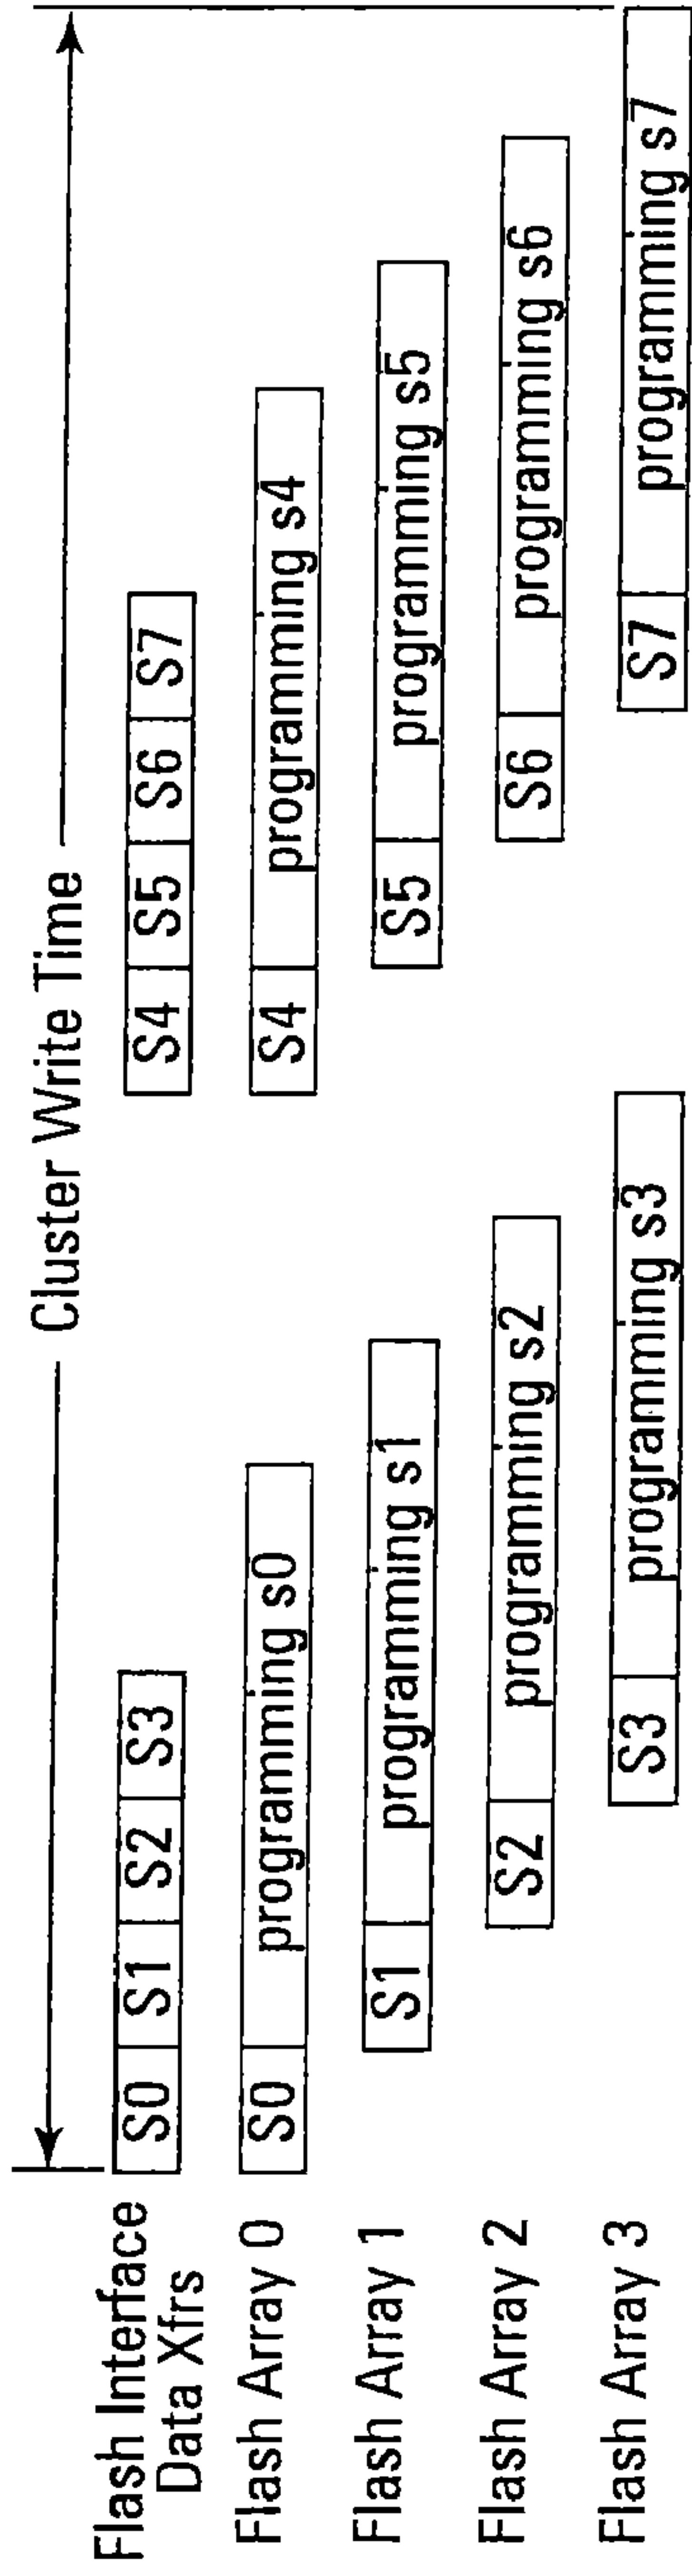 Cluster Write Time
Flash Interface
Data Xfrs
S0 S1 S2 S3 S4 S5 S6 S7
Flash Array 0
S0 programming s0 S4 programming s4
Flash Array 1
S1 programming s1 S5 programming s5
Flash Array 2
S2 programming s2 S6 programming s6
Flash Array 3
S3 programming s3 S7 programming s7